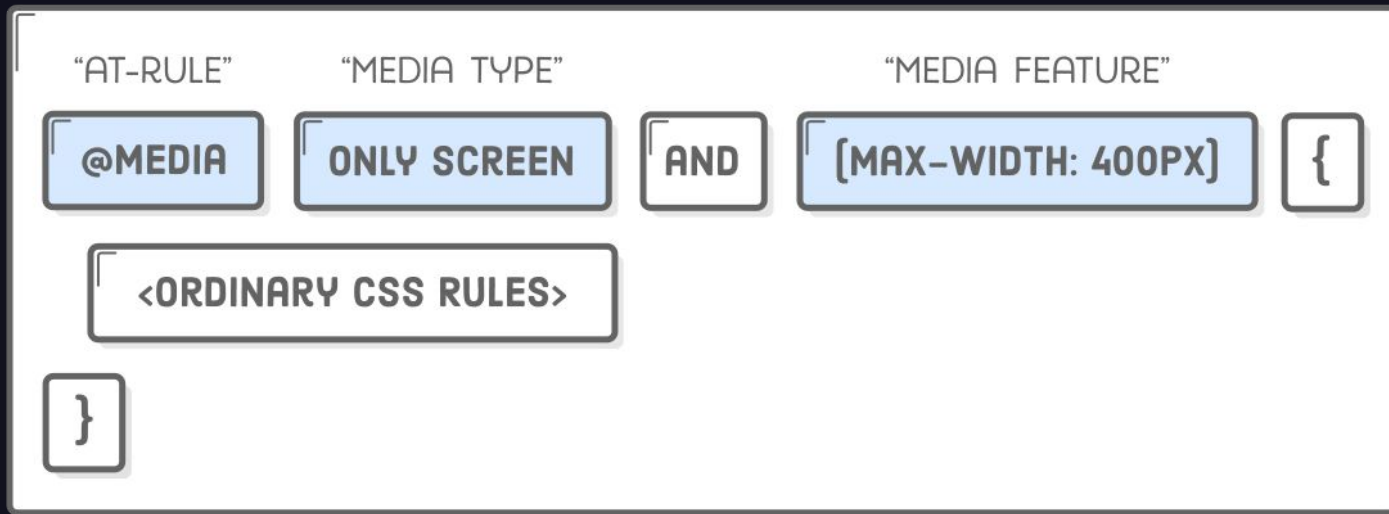 “AT-RULE” “MEDIA TYPE” “MEDIA FEATURE”
@MEDIA ONLY SCREEN AND (MAX-WIDTH: 400PX) {
<ORDINARY CSS RULES>
}